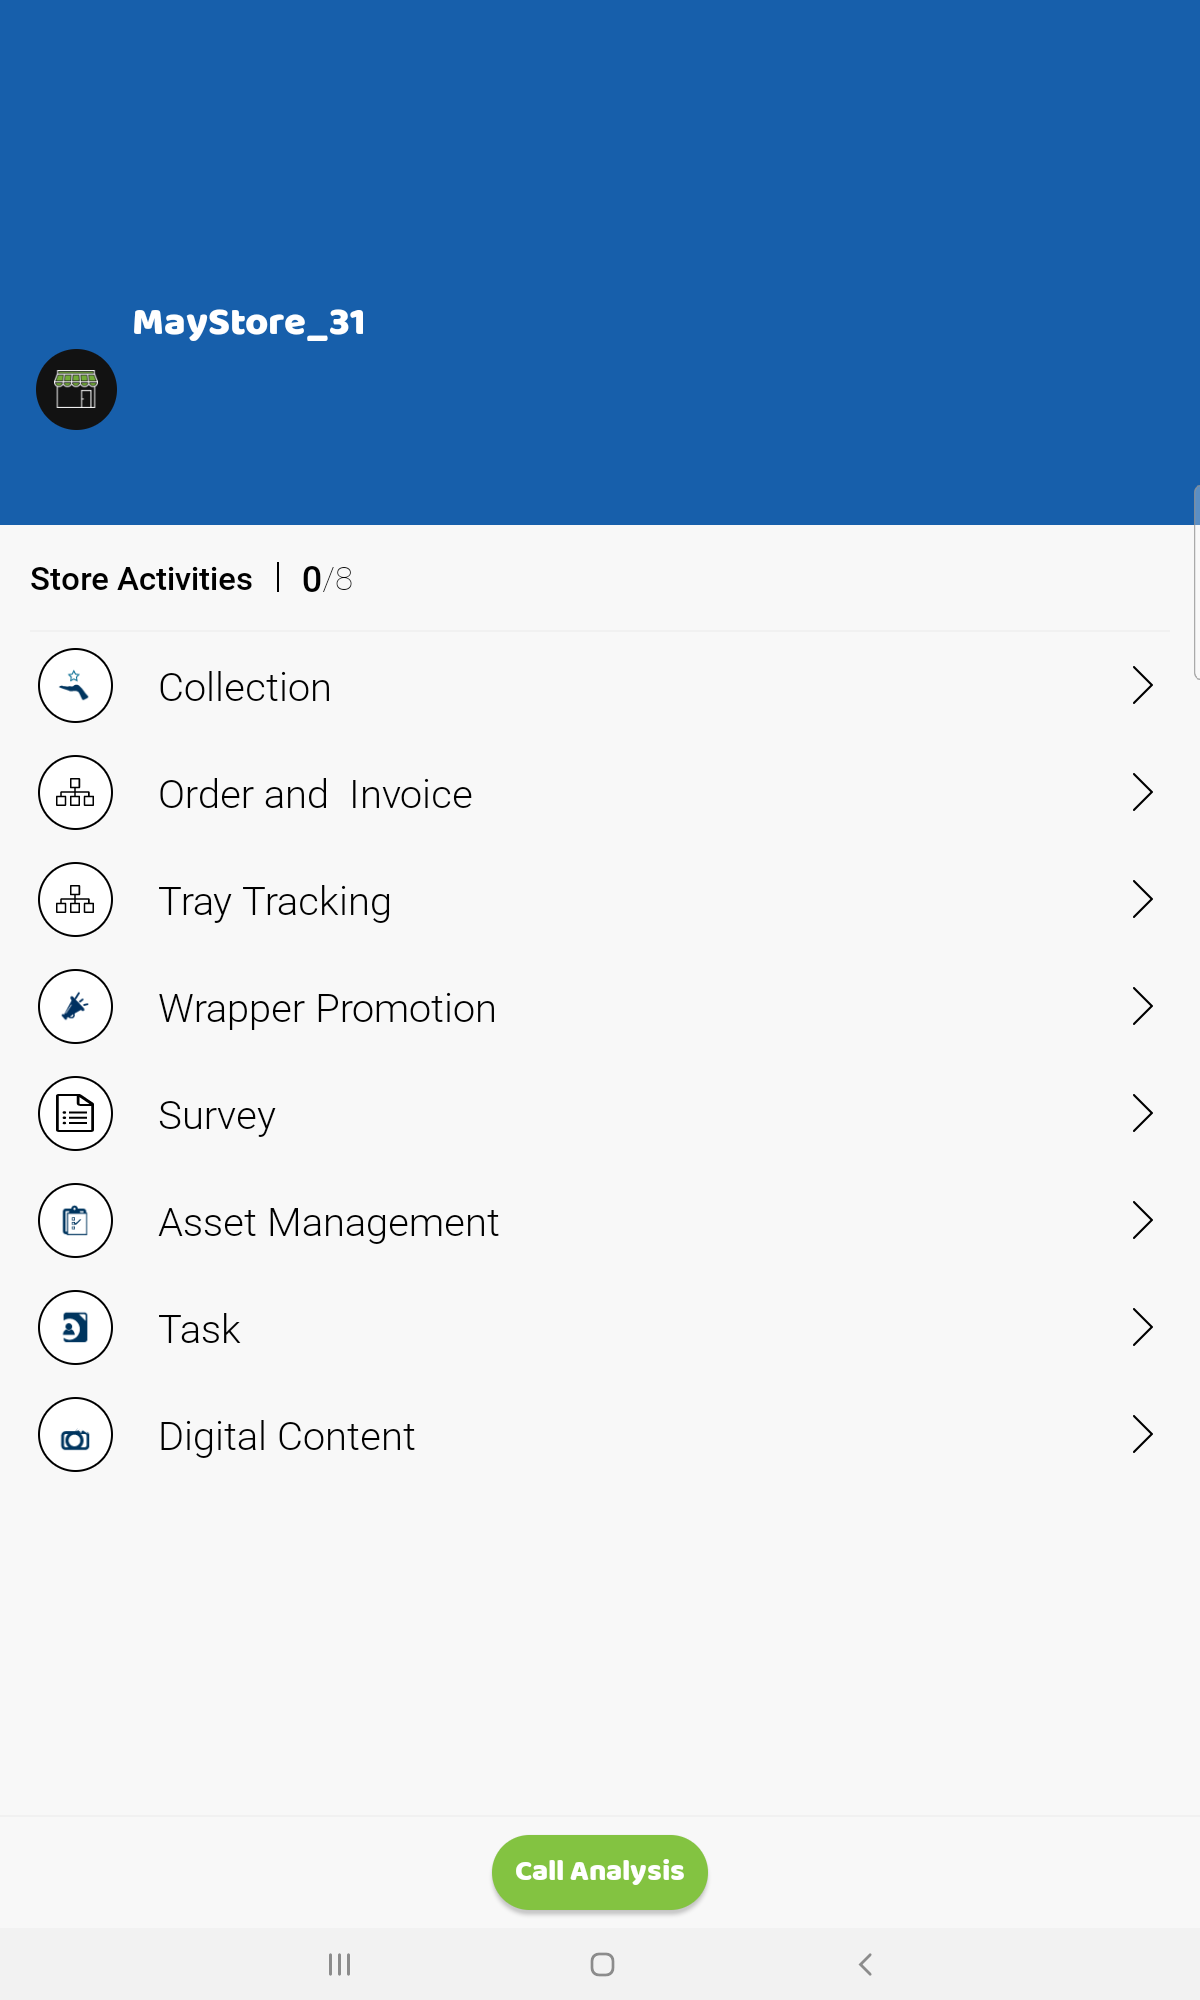 MayStore_31
Store Activities | 0/8
Collection
Order and  Invoice
Tray Tracking
Wrapper Promotion
Survey
Asset Management
Task
Digital Content
Call Analysis